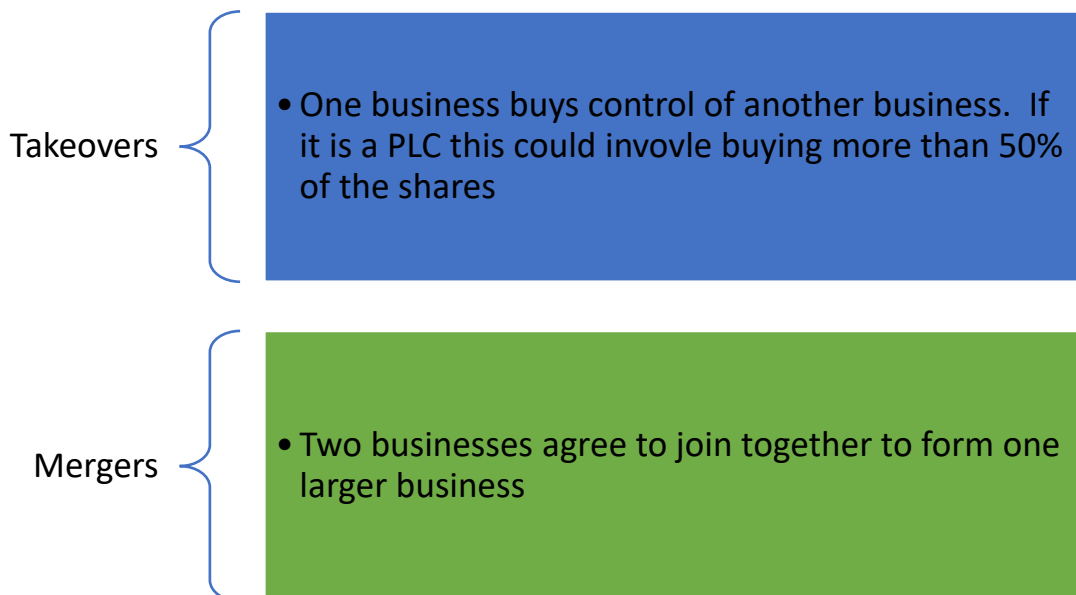 Takeovers
• One business buys control of another business.  If
it is a PLC this could invovle buying more than 50%
of the shares
Mergers
• Two businesses agree to join together to form one
larger business